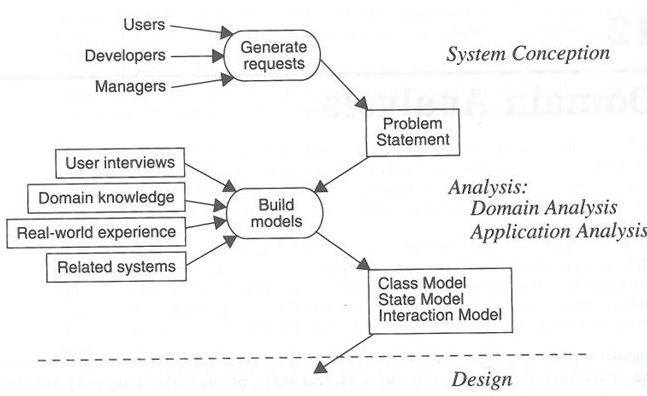 Users
Developers
Managers
Generate
requests
System Conception
Problem
Statement
User interviews
Domain knowledge
Real-world experience
Related systems
Build
models
Analysis:
Domain Analysis
Application Analysis
Class Model
State Model
Interaction Model
Design